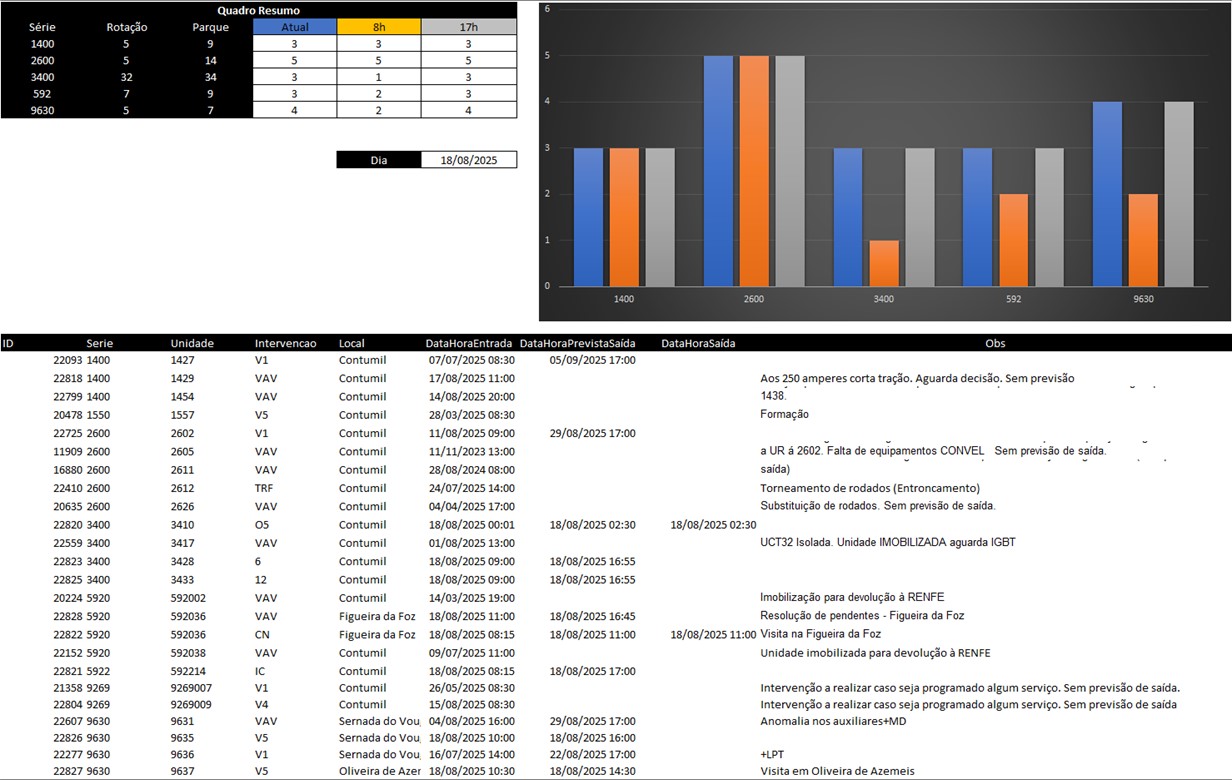 Quadro Resumo
Série Rotação Parque Atual 8h 17h
1400 5 9 3 3 3
2600 5 14 5 5 5
3400 32 34 3 1 3
592 7 9 3 2 3
9630 5 7 4 2 4
Dia 18/08/2025
6
5
4
3
2
1
0
1400 2600 3400 592 9630
ID Serie Unidade Intervencao Local DataHoraEntrada DataHoraPrevistaSaída DataHoraSaída Obs
22093 1400 1427 V1 Contumil 07/07/2025 08:30 05/09/2025 17:00
22818 1400 1429 VAV Contumil 17/08/2025 11:00 Aos 250 amperes corta tração. Aguarda decisão. Sem previsão
22799 1400 1454 VAV Contumil 14/08/2025 20:00 1438.
20478 1550 1557 V5 Contumil 28/03/2025 08:30 Formação
22725 2600 2602 V1 Contumil 11/08/2025 09:00 29/08/2025 17:00
11909 2600 2605 VAV Contumil 11/11/2023 13:00 a UR á 2602. Falta de equipamentos CONVEL Sem previsão de saída.
16880 2600 2611 VAV Contumil 28/08/2024 08:00 saída)
22410 2600 2612 TRF Contumil 24/07/2025 14:00 Torneamento de rodados (Entroncamento)
20635 2600 2626 VAV Contumil 04/04/2025 17:00 Substituição de rodados. Sem previsão de saída.
22820 3400 3410 O5 Contumil 18/08/2025 00:01 18/08/2025 02:30 18/08/2025 02:30
22559 3400 3417 VAV Contumil 01/08/2025 13:00 UCT32 Isolada. Unidade IMOBILIZADA aguarda IGBT
22823 3400 3428 6 Contumil 18/08/2025 09:00 18/08/2025 16:55
22825 3400 3433 12 Contumil 18/08/2025 09:00 18/08/2025 16:55
20224 5920 592002 VAV Contumil 14/03/2025 19:00 Imobilização para devolução à RENFE
22828 5920 592036 VAV Figueira da Foz 18/08/2025 11:00 18/08/2025 16:45 Resolução de pendentes - Figueira da Foz
22822 5920 592036 CN Figueira da Foz 18/08/2025 08:15 18/08/2025 11:00 18/08/2025 11:00 Visita na Figueira da Foz
22152 5920 592038 VAV Contumil 09/07/2025 11:00 Unidade imobilizada para devolução à RENFE
22821 5922 592214 IC Contumil 18/08/2025 08:15 18/08/2025 17:00
21358 9269 9269007 V1 Contumil 26/05/2025 08:30 Intervenção a realizar caso seja programado algum serviço. Sem previsão de saída.
22804 9269 9269009 V4 Contumil 15/08/2025 08:30 Intervenção a realizar caso seja programado algum serviço. Sem previsão de saída
22607 9630 9631 VAV Sernada do Vou 04/08/2025 16:00 29/08/2025 17:00 Anomalia nos auxiliares+MD
22826 9630 9635 V5 Sernada do Vou 18/08/2025 10:00 18/08/2025 16:00
22277 9630 9636 V1 Sernada do Vou 16/07/2025 14:00 22/08/2025 17:00 +LPT
22827 9630 9637 V5 Oliveira de Azer 18/08/2025 10:30 18/08/2025 14:30 Visita em Oliveira de Azemeis